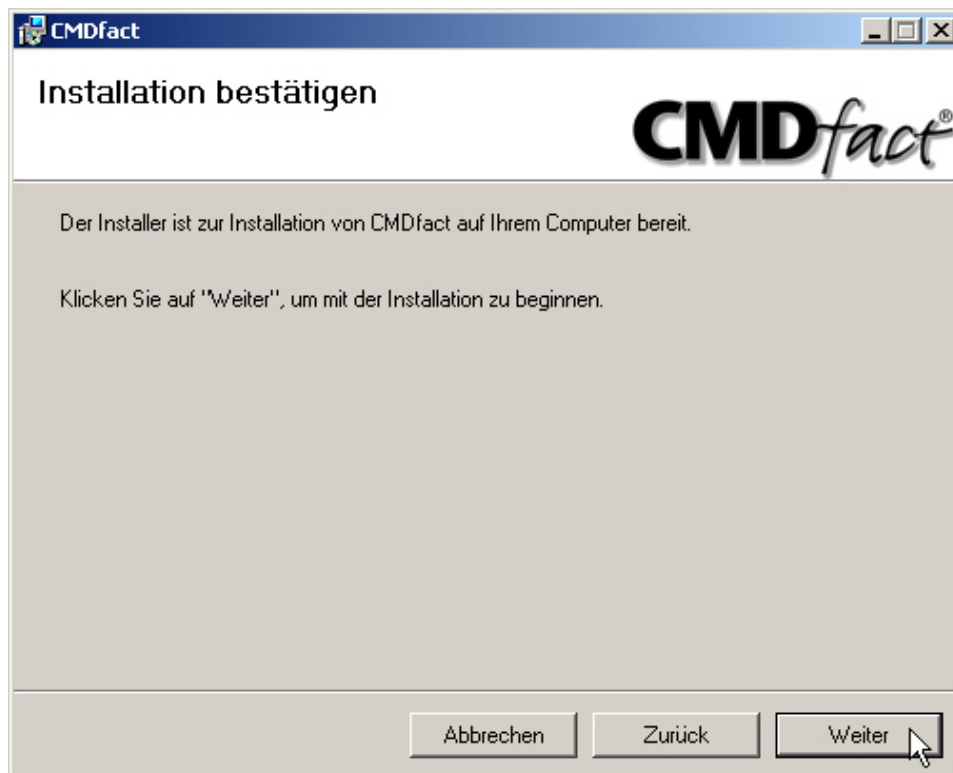 CMDfact
Installation bestätigen
CMDfact®
Der Installer ist zur Installation von CMDfact auf Ihrem Computer bereit.
Klicken Sie auf "Weiter", um mit der Installation zu beginnen.
Abbrechen
Zurück
Weiter